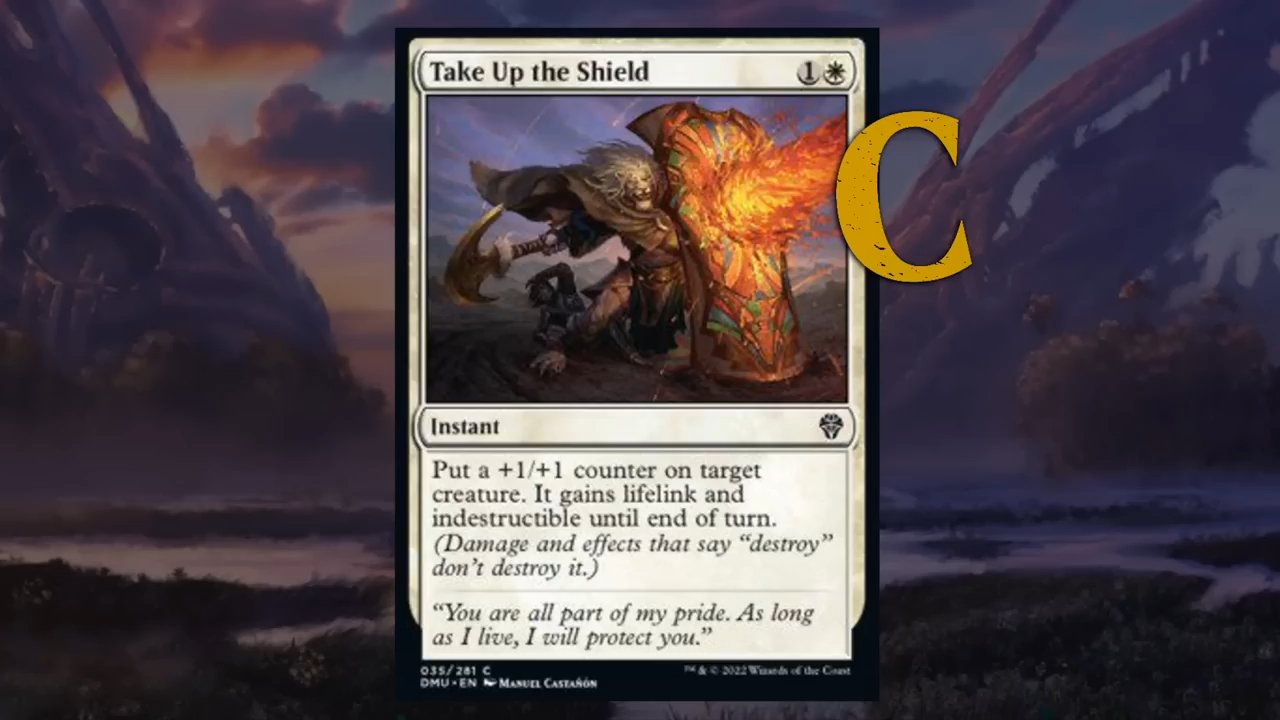 Take Up the Shield 1
C
Instant
Put a +1/+1 counter on target
creature. It gains lifelink and
indestructible until end of turn.
(Damage and effects that say “destroy”
don’t destroy it.)
“You are all part of my pride. As long
as I live, I will protect you.”
035/281 C
™ & © 2022 Wizards of the Coast
DMU • EN Manuel Castañón